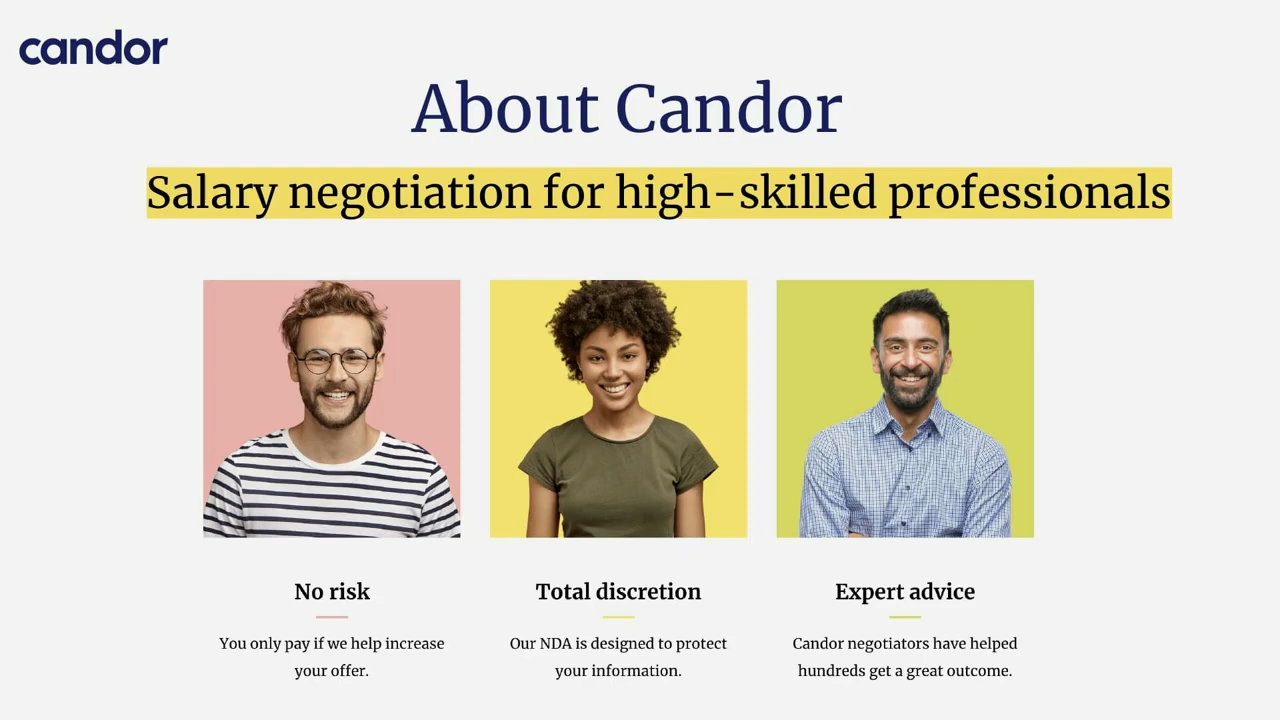 candor
About Candor
Salary negotiation for high-skilled professionals
No risk
You only pay if we help increase
your offer.
Total discretion
Our NDA is designed to protect
your information.
Expert advice
Candor negotiators have helped
hundreds get a great outcome.